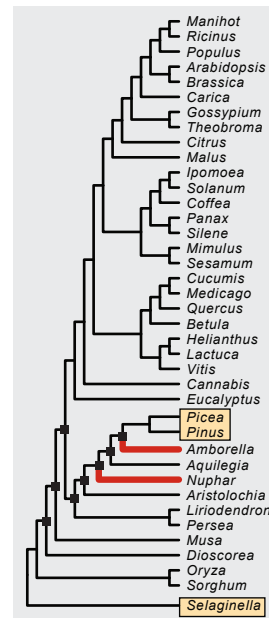 Manihot
Ricinus
Populus
Arabidopsis
Brassica
Carica
Gossypium
Theobroma
Citrus
Malus
Ipomoea
Solanum
Coffea
Panax
Silene
Mimulus
Sesamum
Cucumis
Medicago
Quercus
Betula
Helianthus
Lactuca
Vitis
Cannabis
Eucalyptus
Picea
Pinus
Amborella
Aquilegia
Nuphar
Aristolochia
Liriodendron
Persea
Musa
Dioscorea
Oryza
Sorghum
Selaginella